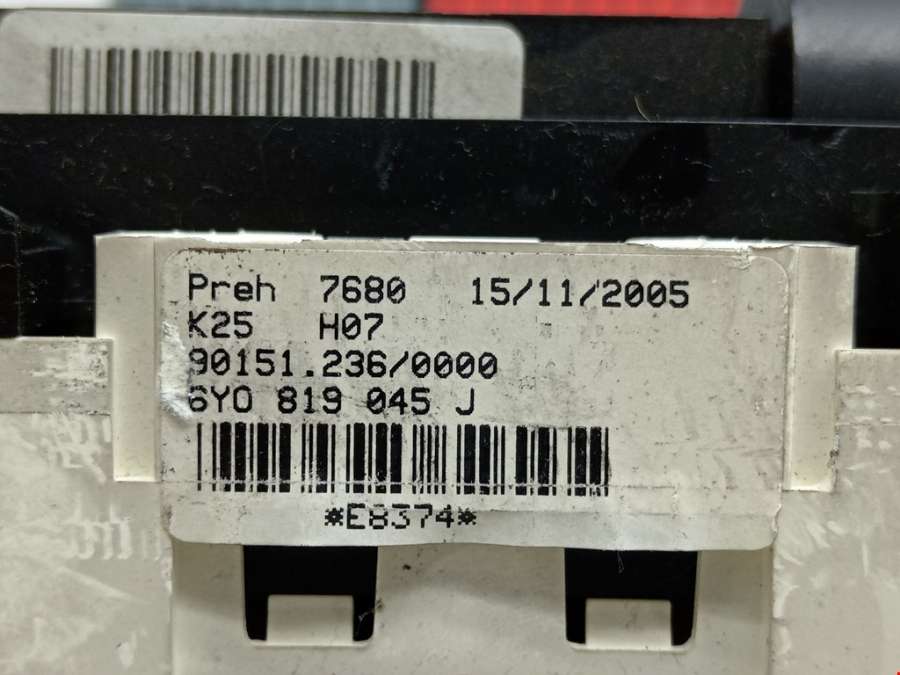 Preh 7680 15/11/2005
K25 H07
90151.236/0000
6Y0 819 045 J
*E8374*